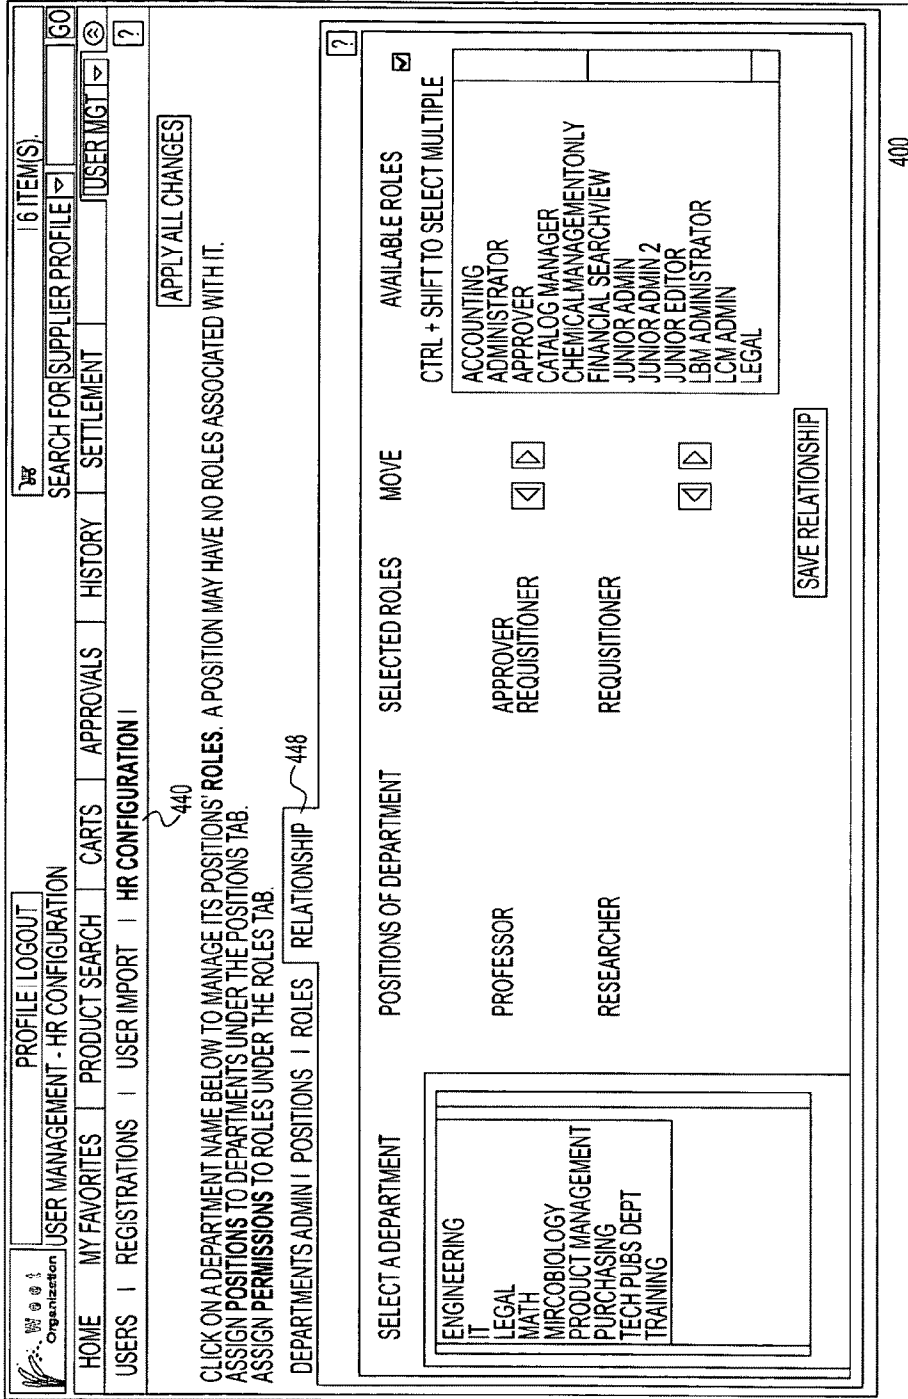 West
Organization
PROFILE | LOGOUT
| 6 ITEM(S).
USER MANAGEMENT - HR CONFIGURATION
SEARCH FOR SUPPLIER PROFILE GO
HOME MY FAVORITES | PRODUCT SEARCH | CARTS | APPROVALS | HISTORY | SETTLEMENT USER MGT
USERS | REGISTRATIONS | USER IMPORT | HR CONFIGURATION | ?
440
APPLY ALL CHANGES
CLICK ON A DEPARTMENT NAME BELOW TO MANAGE ITS POSITIONS' ROLES. A POSITION MAY HAVE NO ROLES ASSOCIATED WITH IT.
ASSIGN POSITIONS TO DEPARTMENTS UNDER THE POSITIONS TAB.
ASSIGN PERMISSIONS TO ROLES UNDER THE ROLES TAB.
DEPARTMENTS ADMIN | POSITIONS | ROLES RELATIONSHIP
448
?
SELECT A DEPARTMENT
ENGINEERING
IT
LEGAL
MATH
MIRCOBIOLOGY
PRODUCT MANAGEMENT
PURCHASING
TECH PUBS DEPT
TRAINING
POSITIONS OF DEPARTMENT
PROFESSOR
RESEARCHER
SELECTED ROLES
APPROVER
REQUISITIONER
REQUISITIONER
MOVE
AVAILABLE ROLES
CTRL + SHIFT TO SELECT MULTIPLE
ACCOUNTING
ADMINISTRATOR
APPROVER
CATALOG MANAGER
CHEMICALMANAGEMENTONLY
FINANCIAL SEARCHVIEW
JUNIOR ADMIN
JUNIOR ADMIN 2
JUNIOR EDITOR
LBM ADMINISTRATOR
LCM ADMIN
LEGAL
SAVE RELATIONSHIP
400